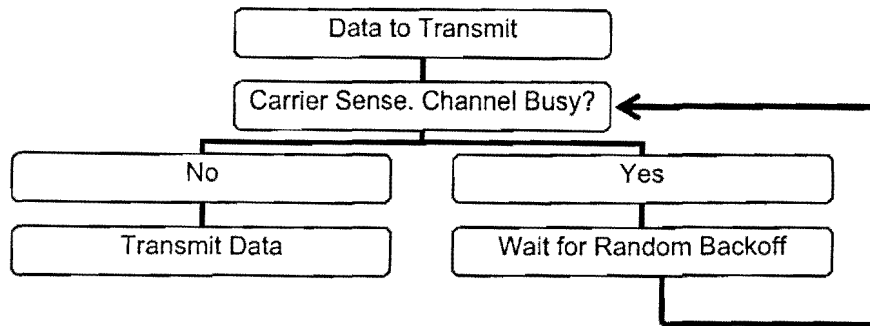 Data to Transmit
Carrier Sense. Channel Busy?
No
Yes
Transmit Data
Wait for Random Backoff